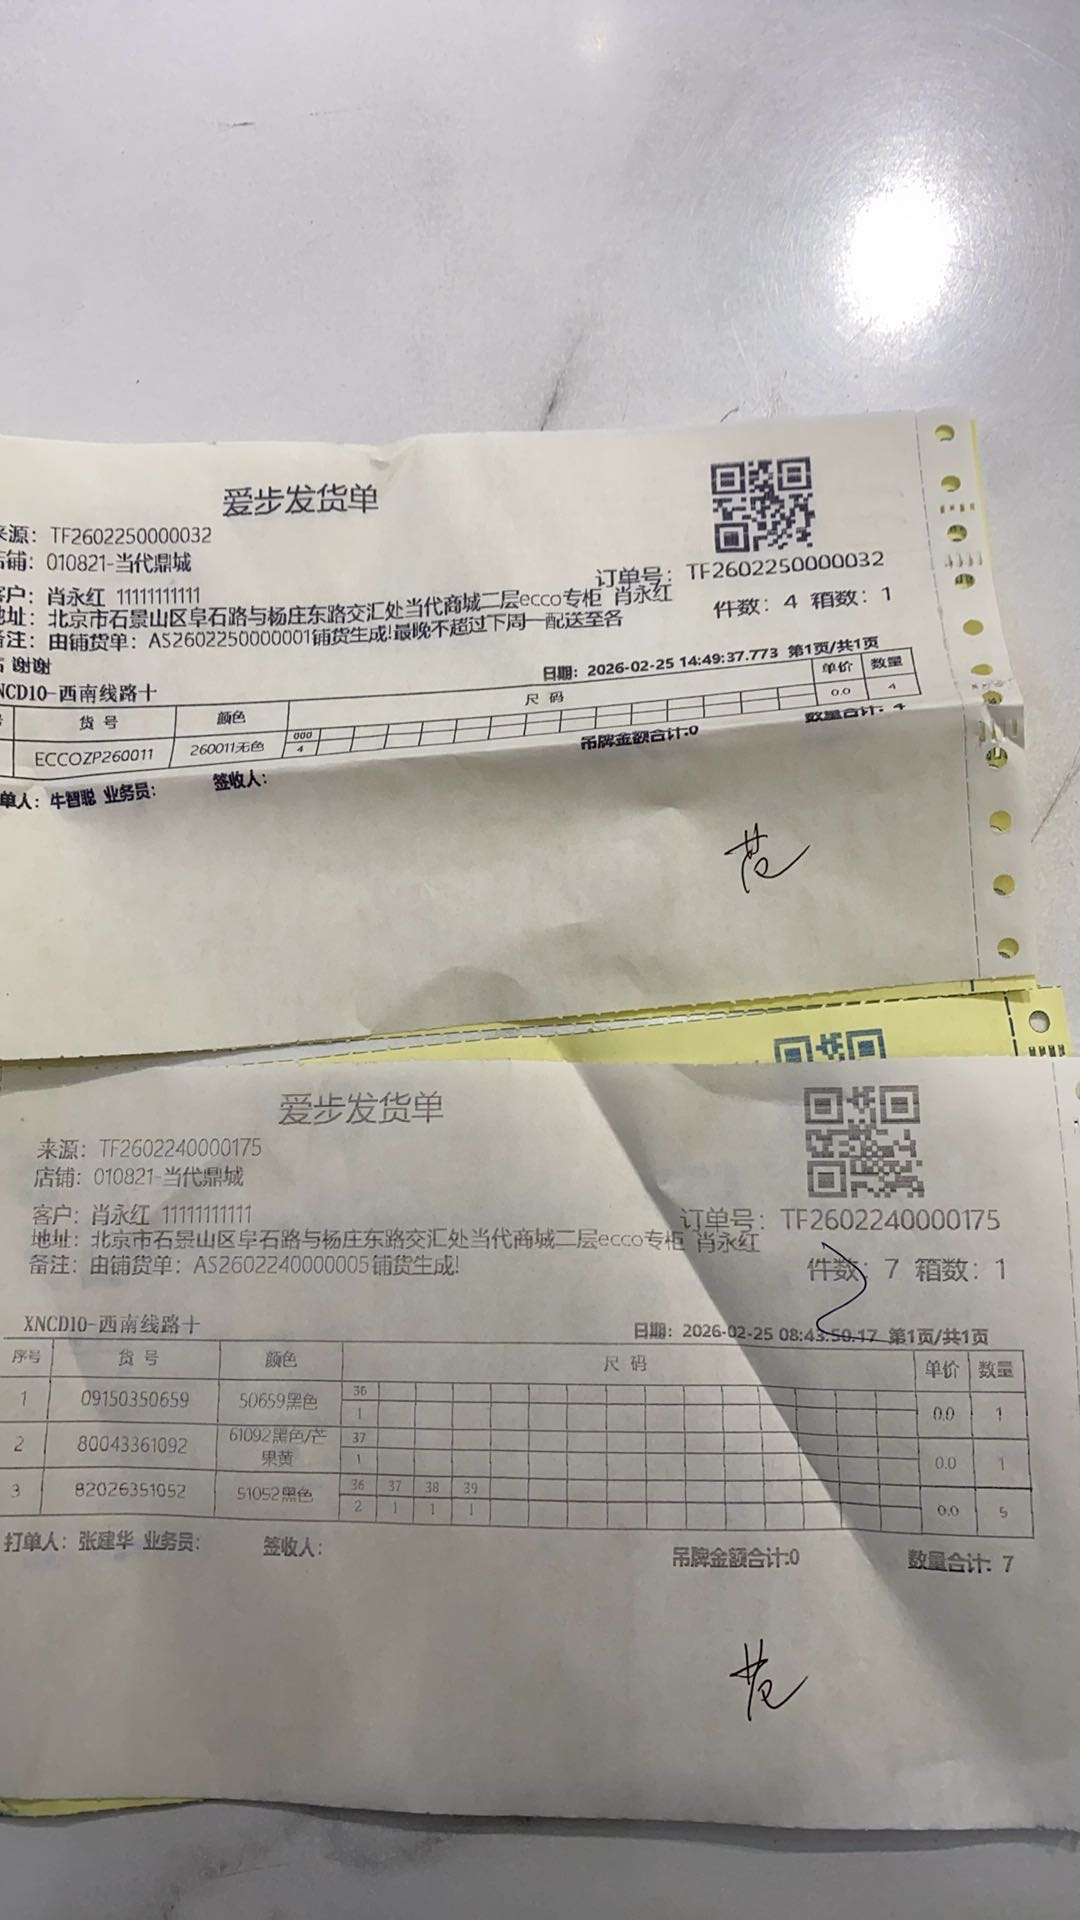 爱步发货单
来源：TF2602250000032
店铺：010821-当代鼎城
订单号：TF2602250000032
客户：肖永红 11111111111
件数：4 箱数：1
地址：北京市石景山区阜石路与杨庄东路交汇处当代商城二层ecco专柜 肖永红
备注：由铺货单：AS2602250000001铺货生成!最晚不超过下周一配送至各
谢谢
NCD10-西南线路十
日期：2026-02-25 14:49:37.773 第1页/共1页
货号 颜色 尺码 单价 数量
ECCOZP260011 260011无色 000 0.0 4
4
单人：牛智聪 业务员： 签收人： 吊牌金额合计:0 数量合计：4
爱步发货单
来源：TF2602240000175
店铺：010821-当代鼎城
订单号：TF2602240000175
客户：肖永红 11111111111
件数：7 箱数：1
地址：北京市石景山区阜石路与杨庄东路交汇处当代商城二层ecco专柜 肖永红
备注：由铺货单：AS2602240000005铺货生成!
XNCD10-西南线路十
日期：2026-02-25 08:43:50.17 第1页/共1页
序号 货号 颜色 尺码 单价 数量
1 09150350659 50659黑色 36 0.0 1
1
2 80043361092 61092黑色/芒果黄 37 0.0 1
1
3 82026351052 51052黑色 36 37 38 39 0.0 5
2 1 1 1
打单人：张建华 业务员： 签收人： 吊牌金额合计:0 数量合计：7